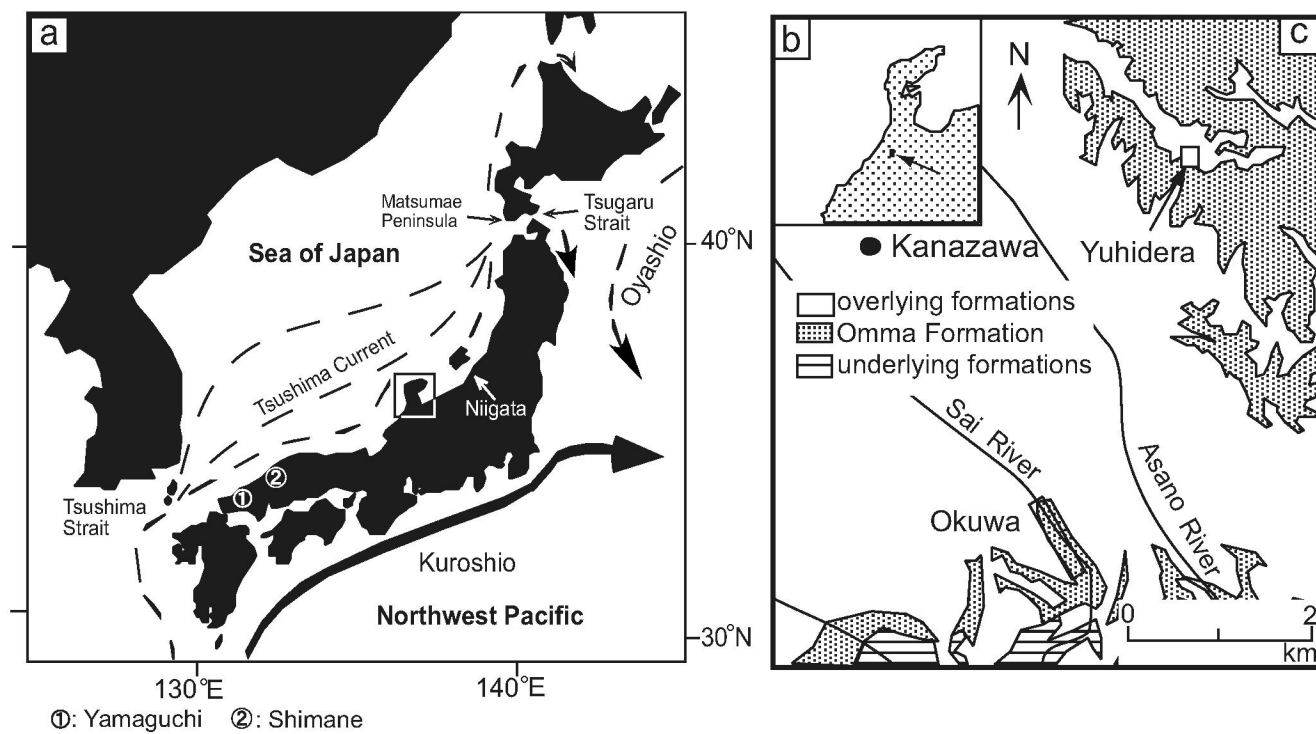 a
Matsumae
Peninsula
Tsugaru
Strait
Sea of Japan
40°N
Oyashio
Tsushima Current
Niigata
② 
①
Tsushima
Strait
Kuroshio
Northwest Pacific
30°N
130°E
140°E
①: Yamaguchi ②: Shimane
b
c
N
Kanazawa
Yuhidera
overlying formations
Omma Formation
underlying formations
Sai River
Asano River
Okuwa
0
2
km